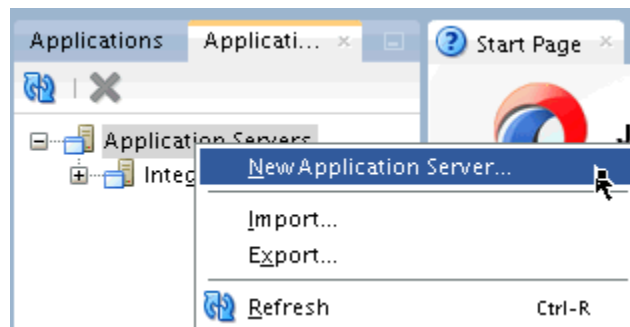 Applications
Applicati...
Start Page
Application Servers
Integ
New Application Server...
Import...
Export...
Refresh Ctrl-R